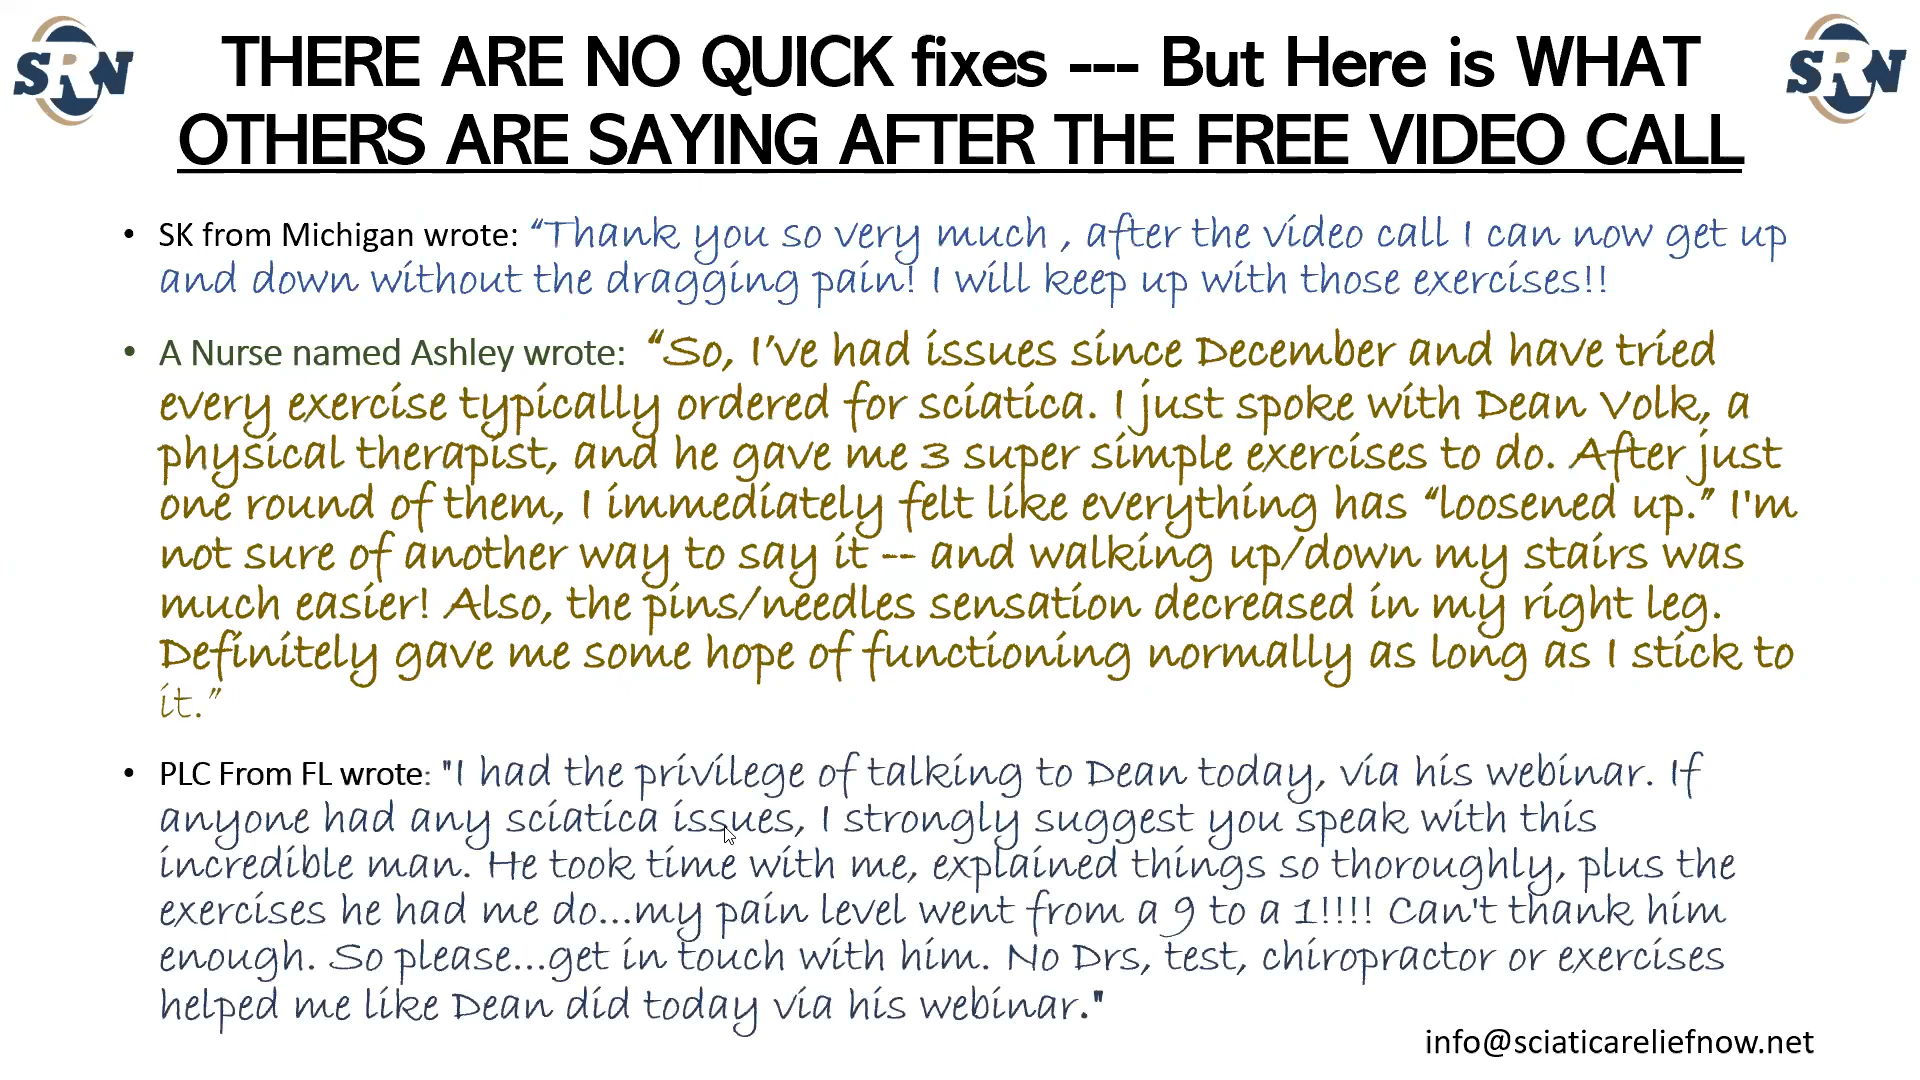 SRN
THERE ARE NO QUICK fixes --- But Here is WHAT
SRN
OTHERS ARE SAYING AFTER THE FREE VIDEO CALL
• SK from Michigan wrote: “Thank you so very much , after the video call I can now get up
and down without the dragging pain! I will keep up with those exercises!!
• A Nurse named Ashley wrote: “So, I’ve had issues since December and have tried
every exercise typically ordered for sciatica. I just spoke with Dean Volk, a
physical therapist, and he gave me 3 super simple exercises to do. After just
one round of them, I immediately felt like everything has “loosened up.” I'm
not sure of another way to say it -- and walking up/down my stairs was
much easier! Also, the pins/needles sensation decreased in my right leg.
Definitely gave me some hope of functioning normally as long as I stick to
it.”
• PLC From FL wrote: "I had the privilege of talking to Dean today, via his webinar. If
anyone had any sciatica issues, I strongly suggest you speak with this
incredible man. He took time with me, explained things so thoroughly, plus the
exercises he had me do...my pain level went from a 9 to a 1!!!! Can't thank him
enough. So please...get in touch with him. No Drs, test, chiropractor or exercises
helped me like Dean did today via his webinar."
info@sciaticareliefnow.net